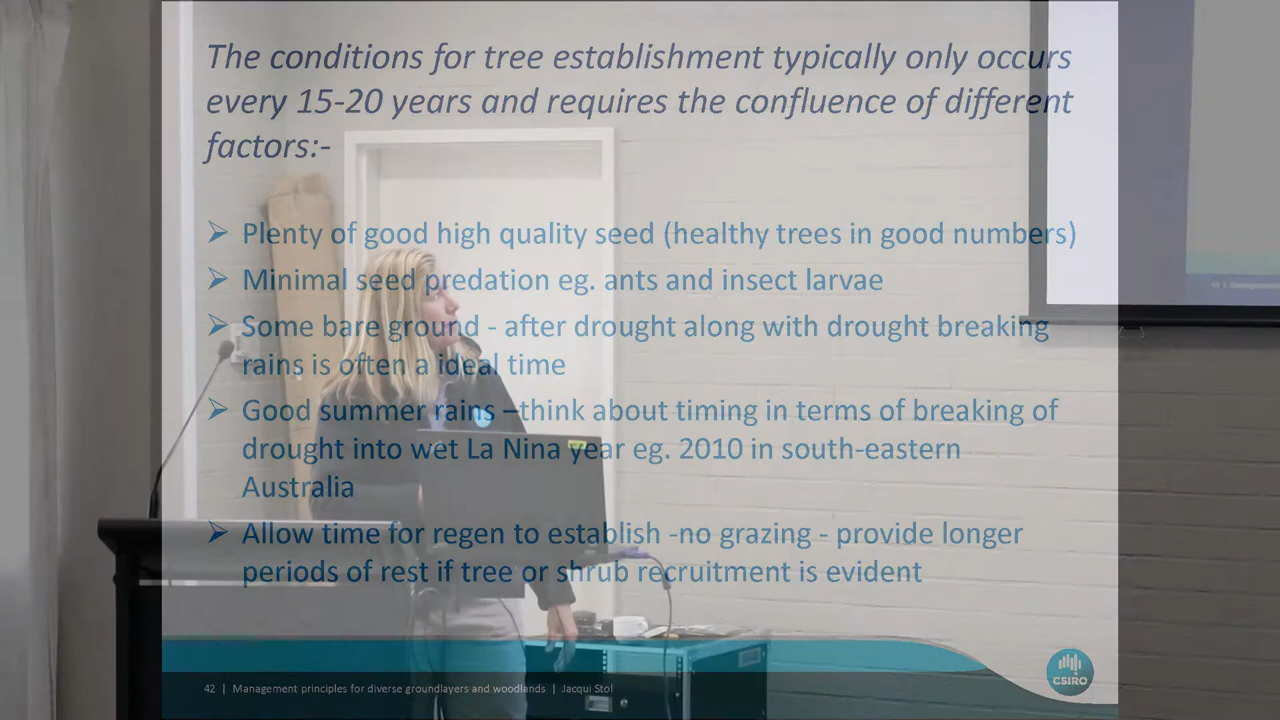 The conditions for tree establishment typically only occurs
every 15-20 years and requires the confluence of different
factors:-
➢ Plenty of good high quality seed (healthy trees in good numbers)
➢ Minimal seed predation eg. ants and insect larvae
➢ Some bare ground - after drought along with drought breaking
rains is often a ideal time
➢ Good summer rains –think about timing in terms of breaking of
drought into wet La Nina year eg. 2010 in south-eastern
Australia
➢ Allow time for regen to establish -no grazing - provide longer
periods of rest if tree or shrub recruitment is evident
42 | Management principles for diverse groundlayers and woodlands | Jacqui Stol
CSIRO